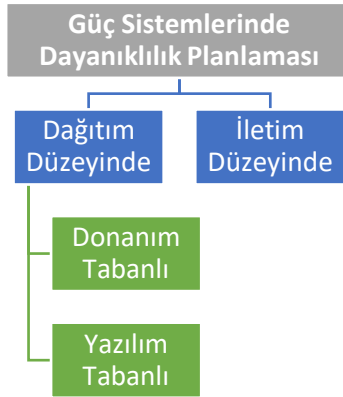 Güç Sistemlerinde
Dayanıklılık Planlaması
Dağıtım
Düzeyinde
İletim
Düzeyinde
Donanım
Tabanlı
Yazılım
Tabanlı